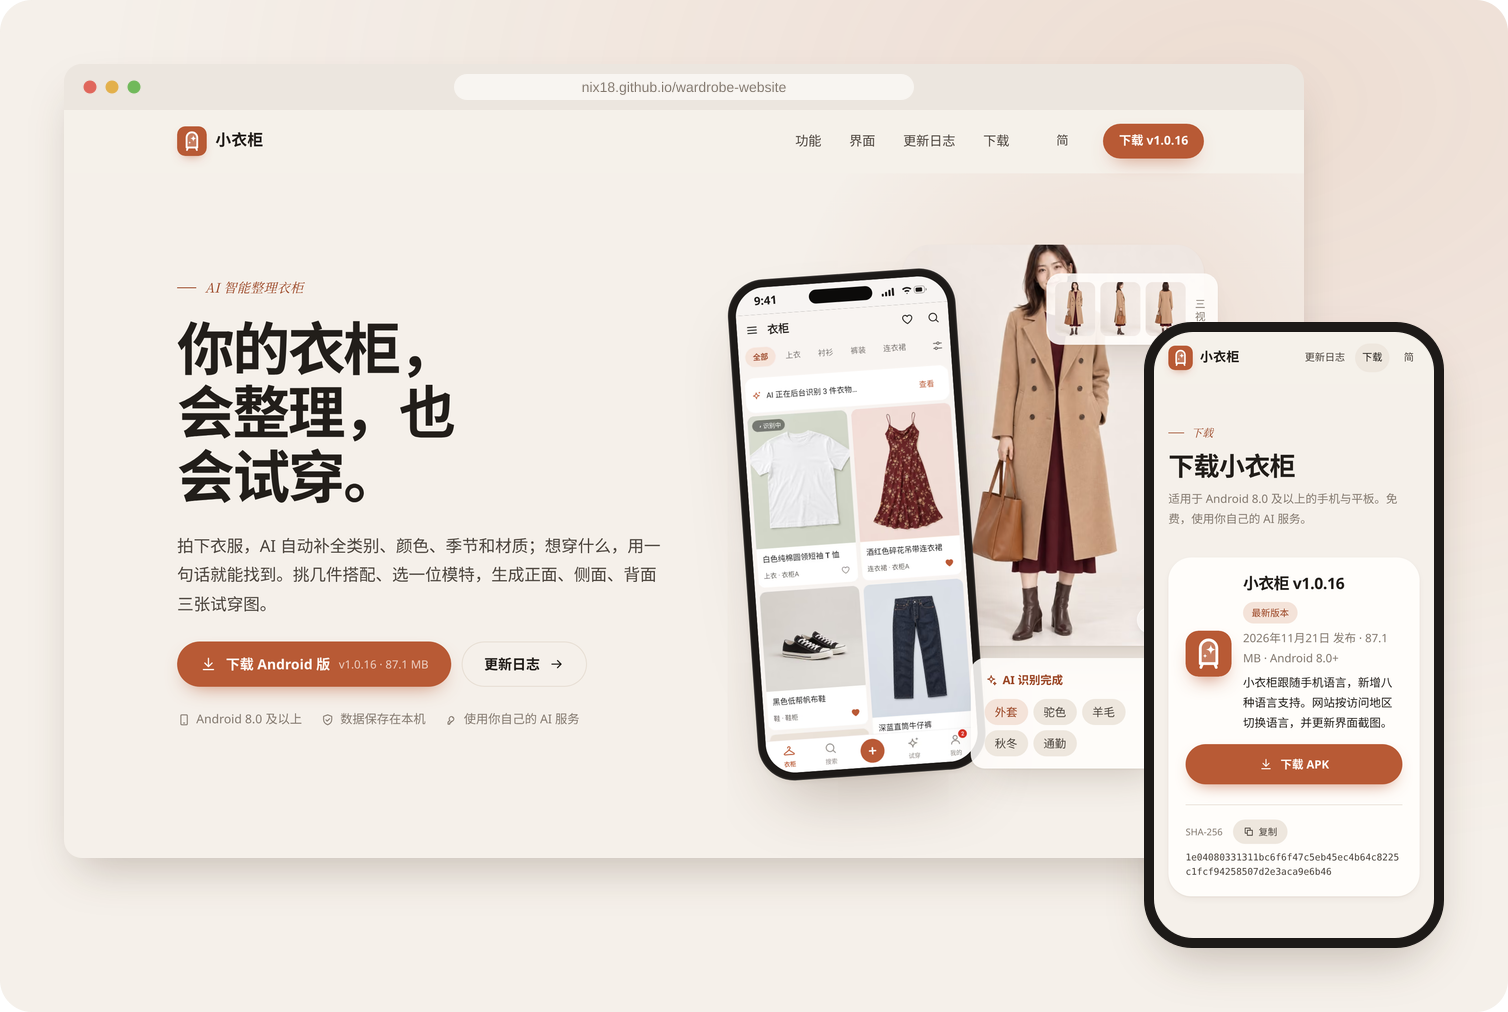 nix18.github.io/wardrobe-website
小衣柜
功能
界面
更新日志
下载
简
下载 v1.0.16
AI 智能整理衣柜
你的衣柜，
会整理，也
会试穿。
拍下衣服，AI 自动补全类别、颜色、季节和材质；想穿什么，用一
句话就能找到。挑几件搭配、选一位模特，生成正面、侧面、背面
三张试穿图。
下载 Android 版 v1.0.16 · 87.1 MB
更新日志
Android 8.0 及以上
数据保存在本机
使用你自己的 AI 服务
9:41
衣柜
全部
上衣
衬衫
裤装
连衣裙
AI 正在后台识别 3 件衣物...
查看
识别中
白色纯棉圆领短袖 T 恤
上衣 · 衣柜A
酒红色碎花吊带连衣裙
连衣裙 · 衣柜A
黑色低帮帆布鞋
鞋 · 鞋柜
深蓝直筒牛仔裤
衣柜
搜索
试穿
我的
2
三
视
AI 识别完成
外套
驼色
羊毛
秋冬
通勤
小衣柜
更新日志
下载
简
下载
下载小衣柜
适用于 Android 8.0 及以上的手机与平板。免
费，使用你自己的 AI 服务。
小衣柜 v1.0.16
最新版本
2026年11月21日 发布 · 87.1
MB · Android 8.0+
小衣柜跟随手机语言，新增八
种语言支持。网站按访问地区
切换语言，并更新界面截图。
下载 APK
SHA-256
复制
1e04080331311bc6f6f47c5eb45ec4b64c8225
c1fcf94258507d2e3aca9e6b46